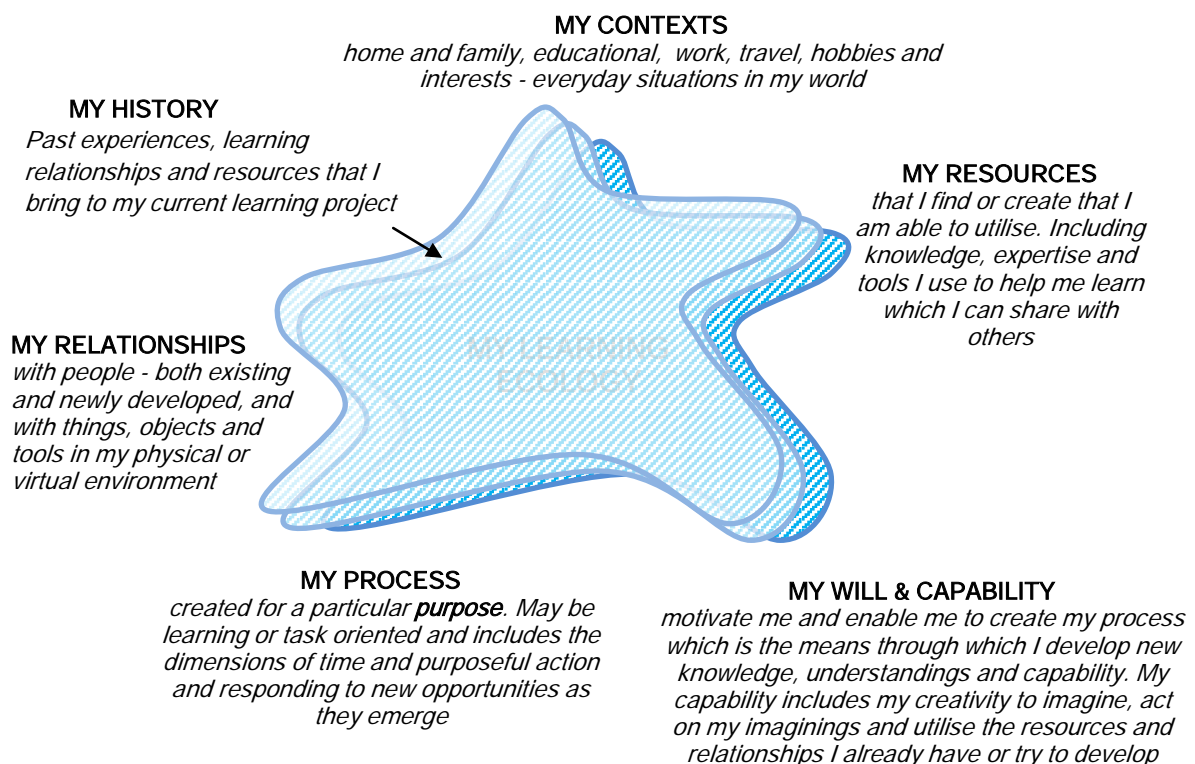 MY CONTEXTS
home and family, educational, work, travel, hobbies and
interests - everyday situations in my world
MY HISTORY
Past experiences, learning
relationships and resources that I
bring to my current learning project
MY RESOURCES
that I find or create that I
am able to utilise. Including
knowledge, expertise and
tools I use to help me learn
which I can share with
others
MY RELATIONSHIPS
with people - both existing
and newly developed, and
with things, objects and
tools in my physical or
virtual environment
MY LEARNING
ECOLOGY
MY PROCESS
created for a particular purpose. May be
learning or task oriented and includes the
dimensions of time and purposeful action
and responding to new opportunities as
they emerge
MY WILL & CAPABILITY
motivate me and enable me to create my process
which is the means through which I develop new
knowledge, understandings and capability. My
capability includes my creativity to imagine, act
on my imaginings and utilise the resources and
relationships I already have or try to develop